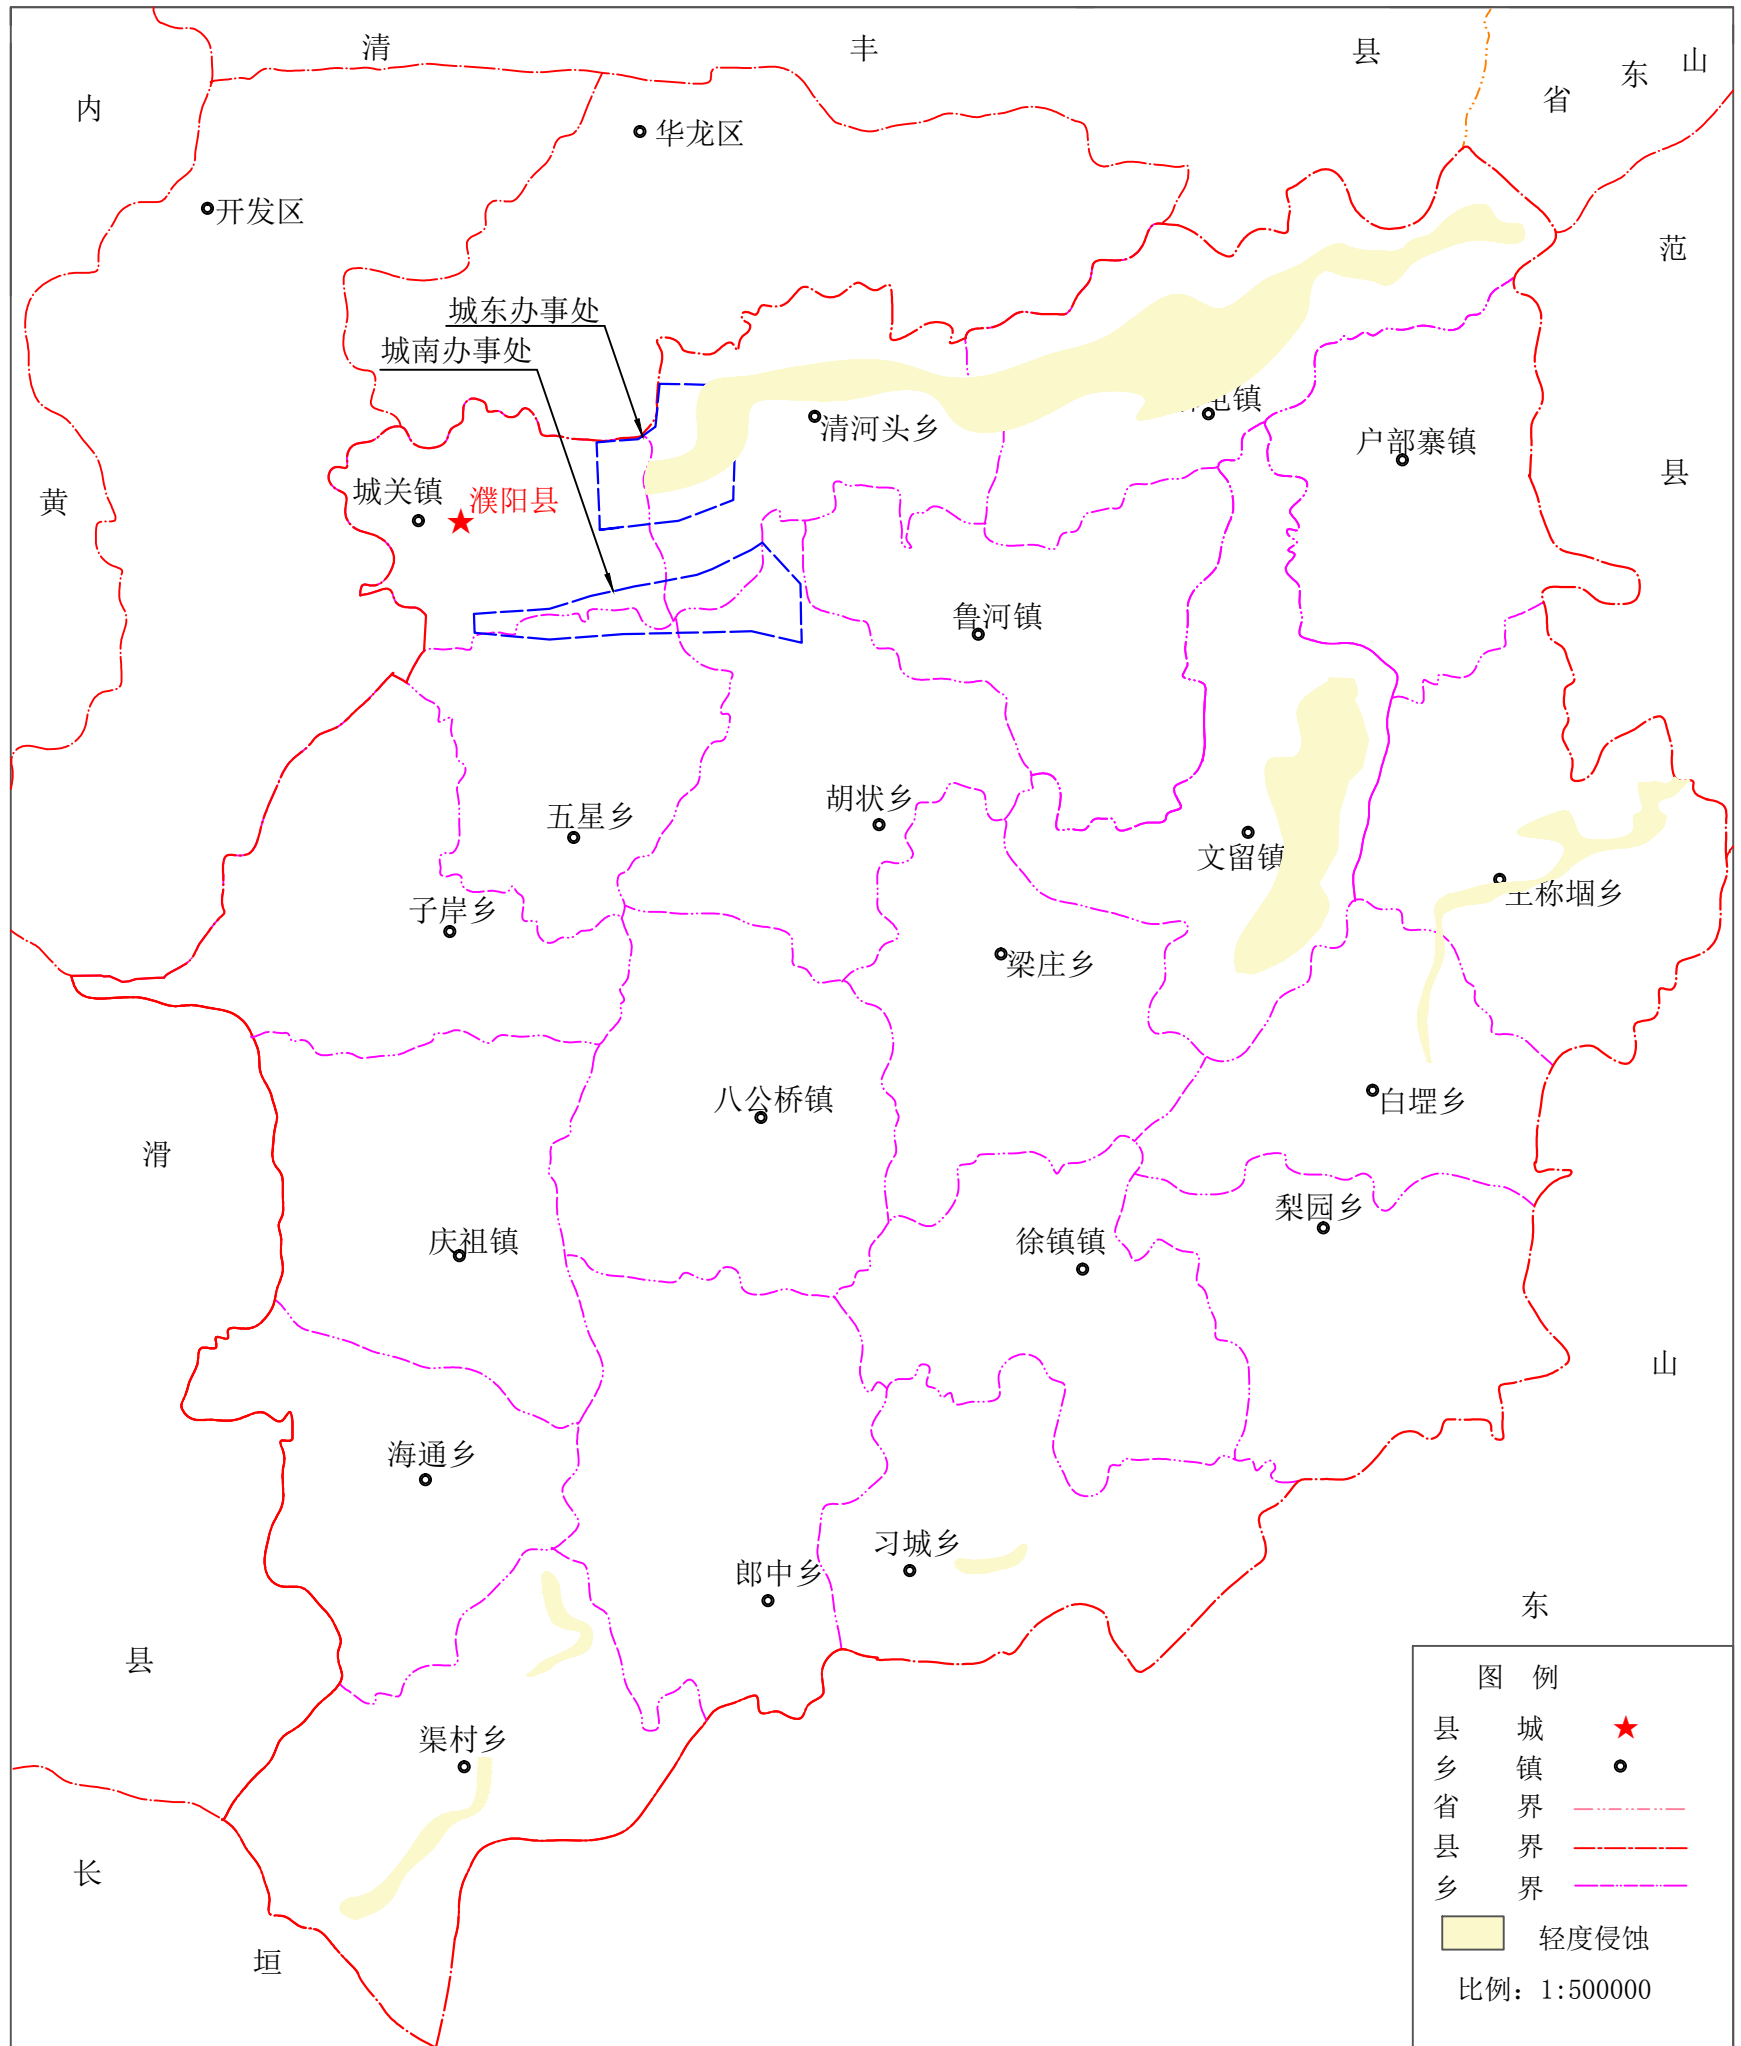 清 丰 县
山
东
省
内
华龙区
开发区
范
县
城东办事处
城南办事处
镇
清河头乡
户部寨镇
黄
城关镇
濮阳县
鲁河镇
胡状乡
五星乡
文留镇
王称堌乡
子岸乡
梁庄乡
八公桥镇
白堽乡
滑
梨园乡
庆祖镇
徐镇镇
山
海通乡
习城乡
郎中乡
东
县
渠村乡
长
垣
图 例
县 城
乡 镇
省 界
县 界
乡 界
轻度侵蚀
比例：1:500000